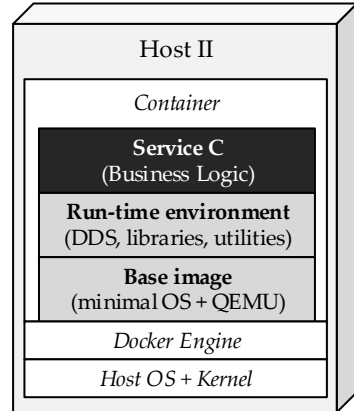 Host II
Container
Service C
(Business Logic)
Run-time environment
(DDS, libraries, utilities)
Base image
(minimal OS + QEMU)
Docker Engine
Host OS + Kernel